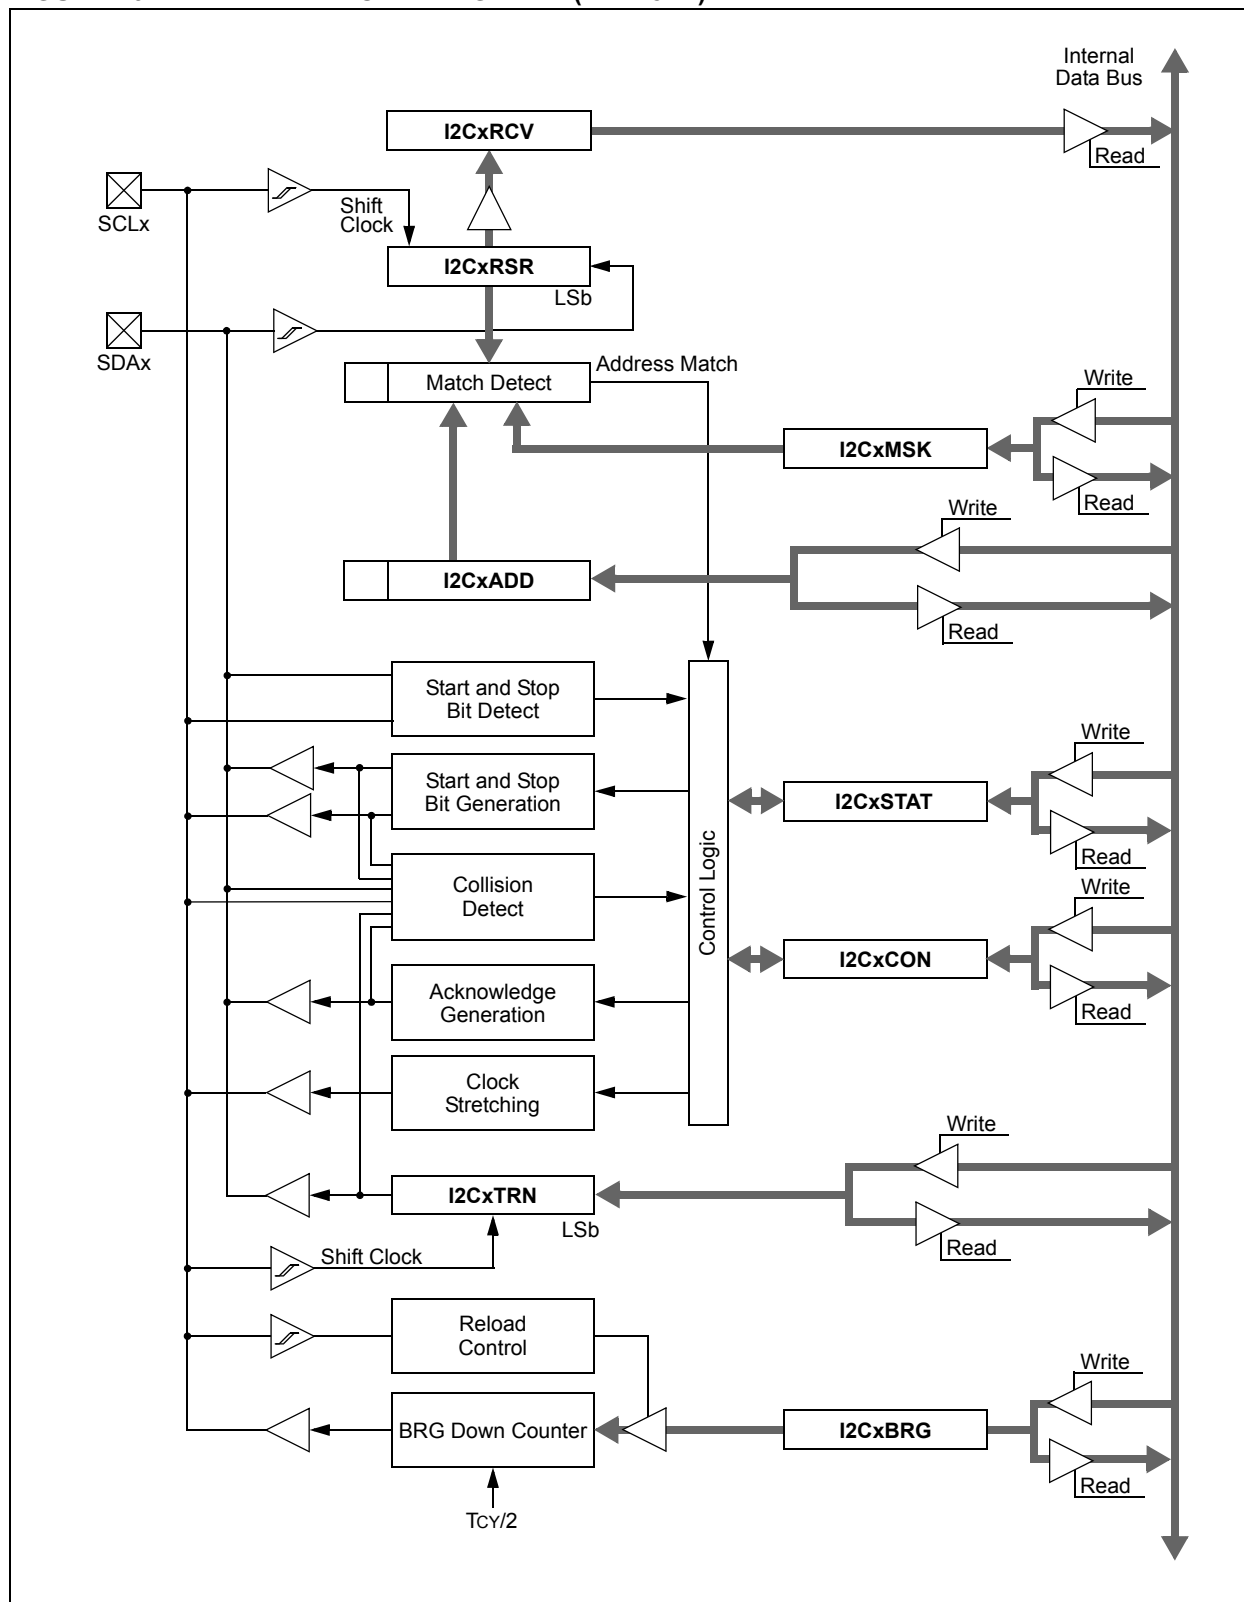 Internal
Data Bus
I2CxRCV
Read
SCLx
Shift
Clock
I2CxRSR
LSb
SDAx
Address Match
Match Detect
Write
I2CxMSK
Read
Write
I2CxADD
Read
Start and Stop
Bit Detect
Write
Start and Stop
Bit Generation
I2CxSTAT
Read
Control Logic
Collision
Detect
Write
I2CxCON
Read
Acknowledge
Generation
Clock
Stretching
Write
I2CxTRN
LSb
Read
Shift Clock
Reload
Control
Write
BRG Down Counter
I2CxBRG
Read
TCY/2